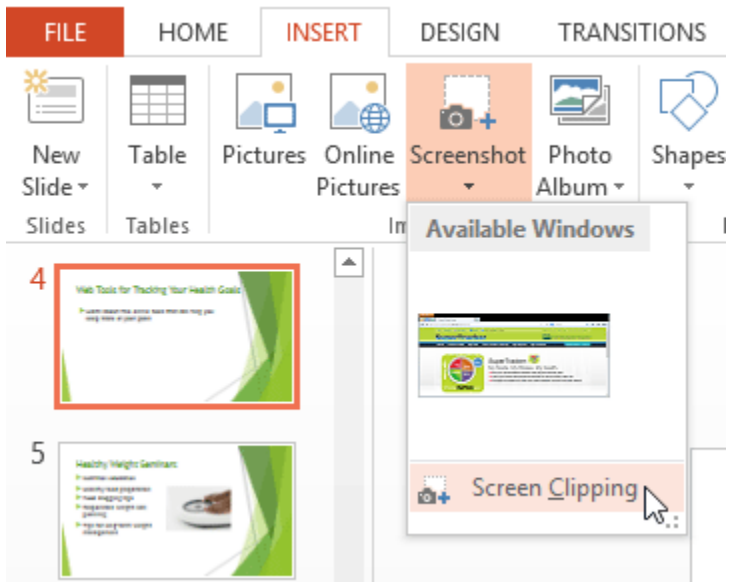 FILE HOME INSERT DESIGN TRANSITIONS
New Slide Table Pictures Online Pictures Screenshot Photo Album Shapes
Slides Tables
Available Windows
4
Web Tools for Tracking Your Health Goals
SuperTracker
5
Healthy Weight Seminars
Screen Clipping